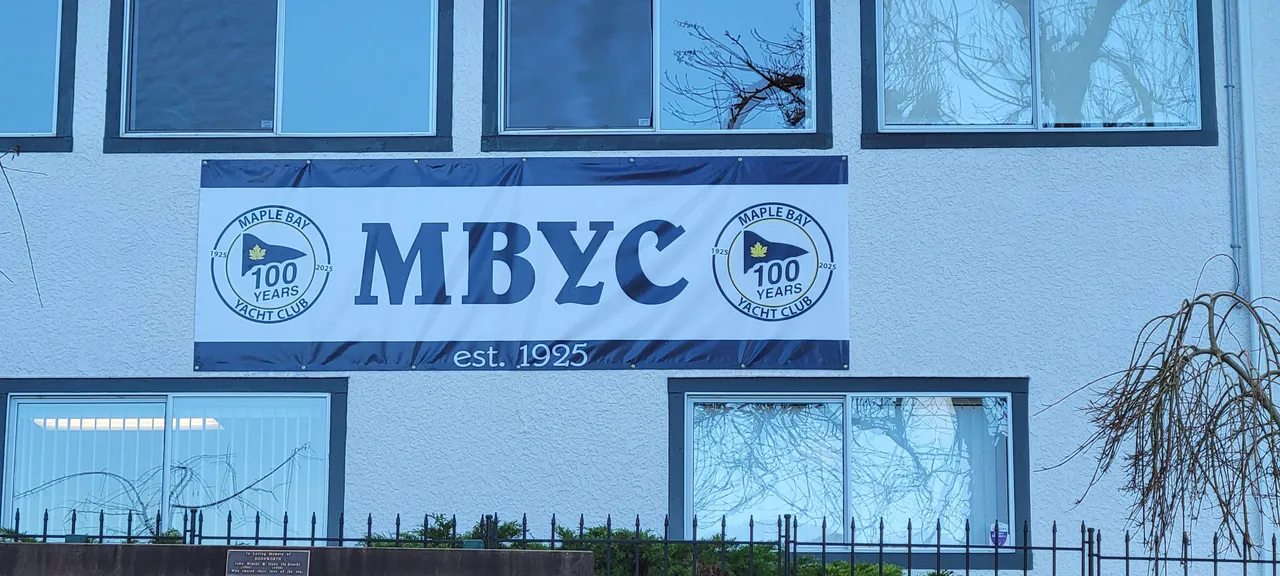 MAPLE BAY
1925 2025
100
YEARS
YACHT CLUB
MBYC
MAPLE BAY
1925 2025
100
YEARS
YACHT CLUB
est. 1925
In Loving Memory of